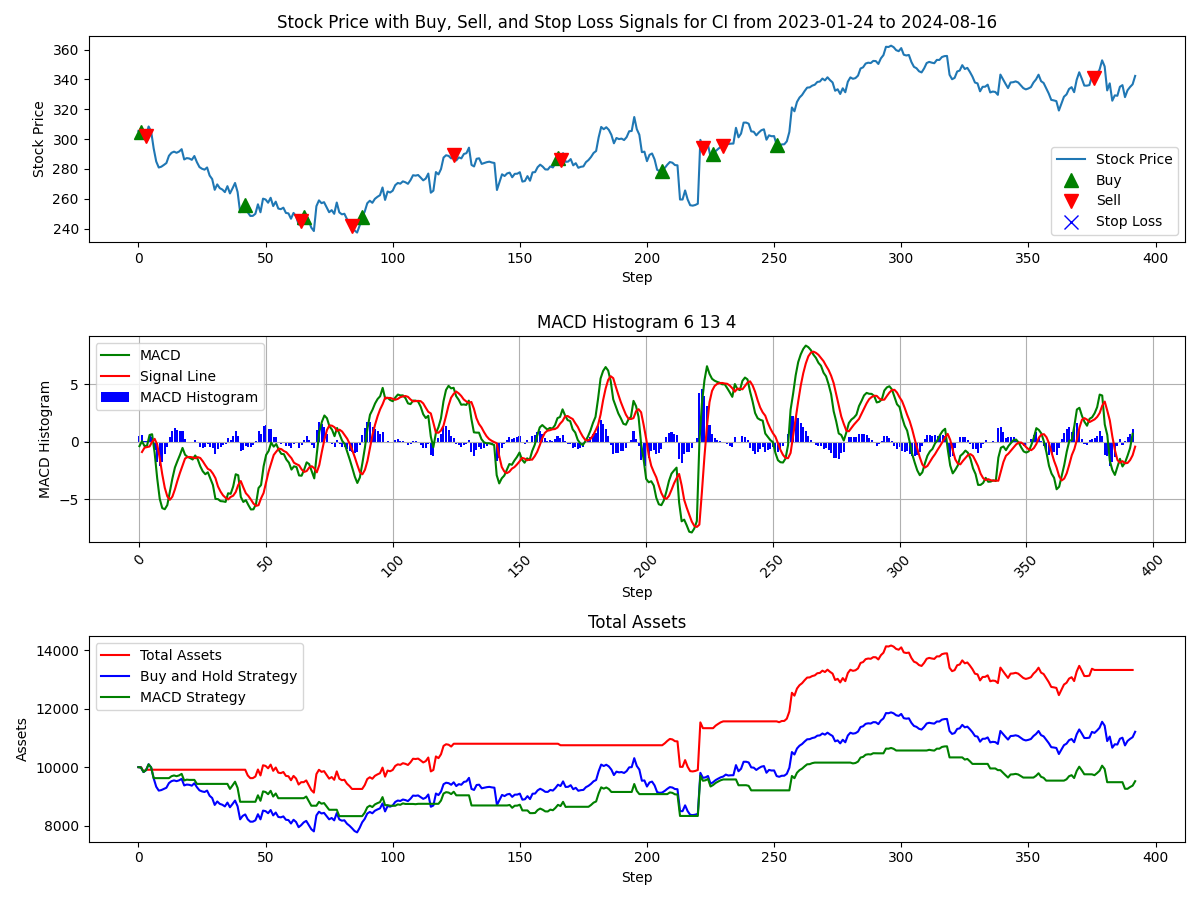 Stock Price with Buy, Sell, and Stop Loss Signals for CI from 2023-01-24 to 2024-08-16
360
340
320
300
280
260
240
Stock Price
Stock Price
Buy
Sell
Stop Loss
0 50 100 150 200 250 300 350 400
Step
MACD Histogram 6 13 4
5
0
−5
MACD Histogram
MACD
Signal Line
MACD Histogram
0 50 100 150 200 250 300 350 400
Step
Total Assets
14000
12000
10000
8000
Assets
Total Assets
Buy and Hold Strategy
MACD Strategy
0 50 100 150 200 250 300 350 400
Step